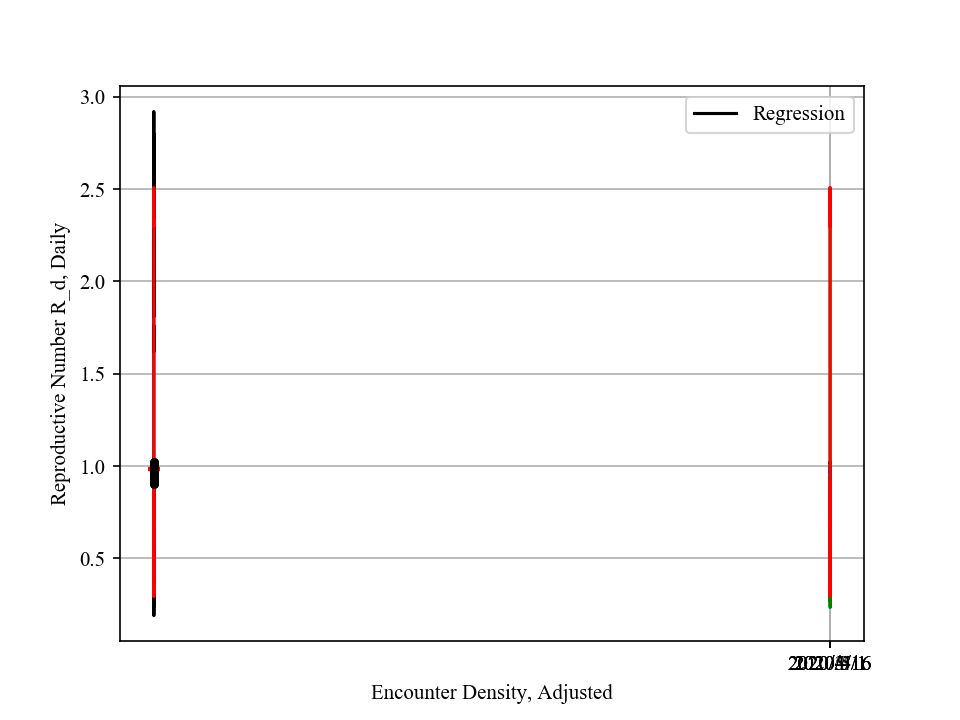 3.0
Regression
2.5
2.0
1.5
1.0
0.5
Reproductive Number R_d, Daily
Encounter Density, Adjusted